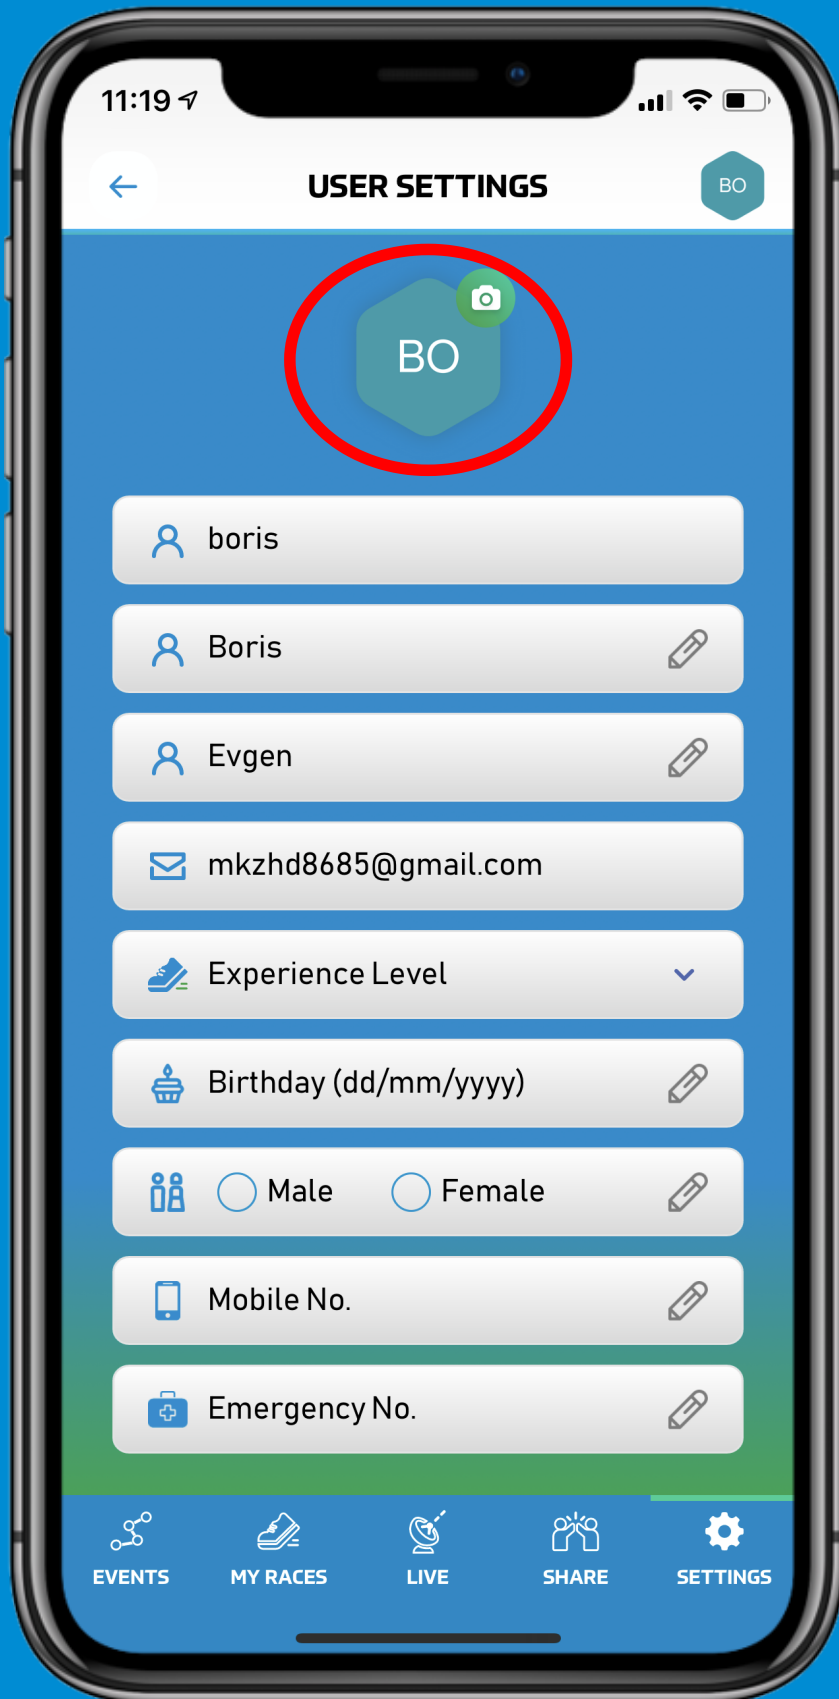 11:19
USER SETTINGS
BO
BO
boris
Boris
Evgen
mkzhd8685@gmail.com
Experience Level
Birthday (dd/mm/yyyy)
Male Female
Mobile No.
Emergency No.
EVENTS MY RACES LIVE SHARE SETTINGS